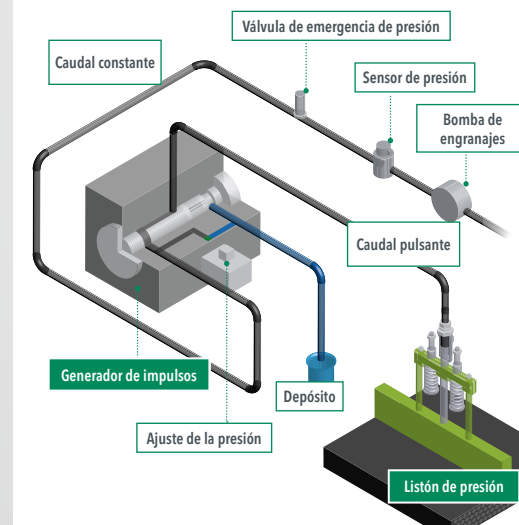 Válvula de emergencia de presión
Caudal constante
Sensor de presión
Bomba de
engranajes
Caudal pulsante
Generador de impulsos
Depósito
Ajuste de la presión
Listón de presión